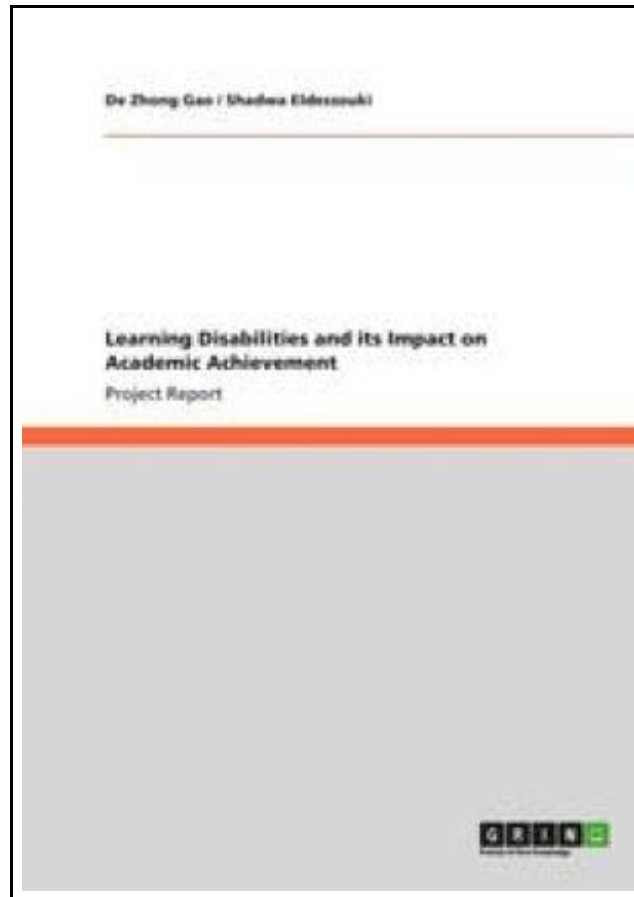 De Zhong Gao / Shadwa Eldessouki
Learning Disabilities and its Impact on
Academic Achievement
Project Report
GRIN